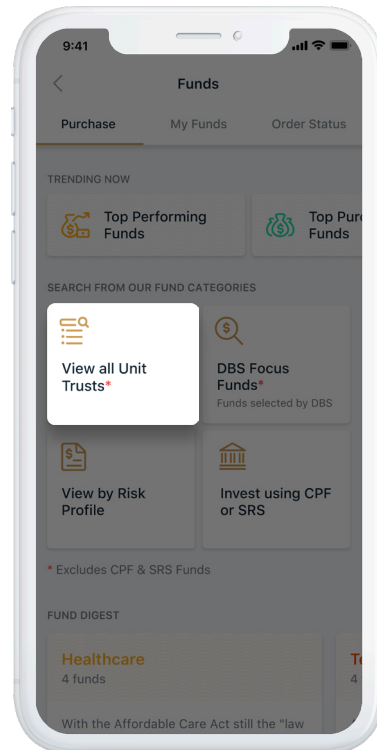 9:41
Funds
Purchase
My Funds
Order Status
TRENDING NOW
Top Performing
Funds
Top Pur
Funds
SEARCH FROM OUR FUND CATEGORIES
View all Unit
Trusts*
DBS Focus
Funds*
Funds selected by DBS
View by Risk
Profile
Invest using CPF
or SRS
* Excludes CPF & SRS Funds
FUND DIGEST
Healthcare
4 funds
Te
4
With the Affordable Care Act still the "law